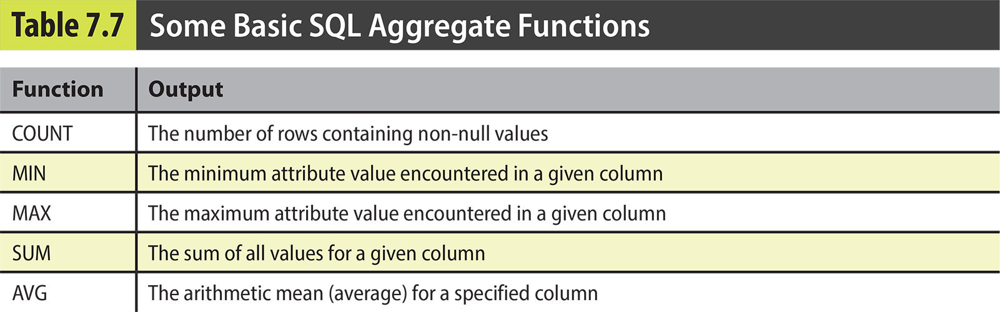 Table 7.7 Some Basic SQL Aggregate Functions
Function Output
COUNT The number of rows containing non-null values
MIN The minimum attribute value encountered in a given column
MAX The maximum attribute value encountered in a given column
SUM The sum of all values for a given column
AVG The arithmetic mean (average) for a specified column